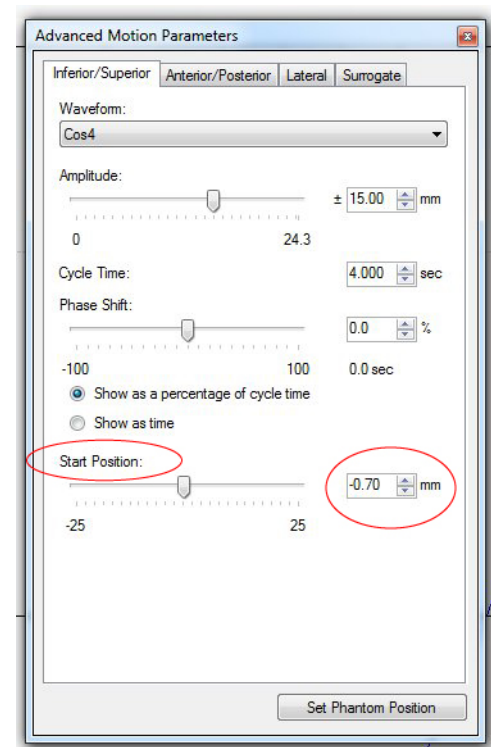 Advanced Motion Parameters
Inferior/Superior Anterior/Posterior Lateral Surrogate
Waveform:
Cos4
Amplitude:
± 15.00 mm
0 24.3
Cycle Time: 4.000 sec
Phase Shift:
0.0 %
-100 100 0.0 sec
Show as a percentage of cycle time
Show as time
Start Position:
-0.70 mm
-25 25
Set Phantom Position